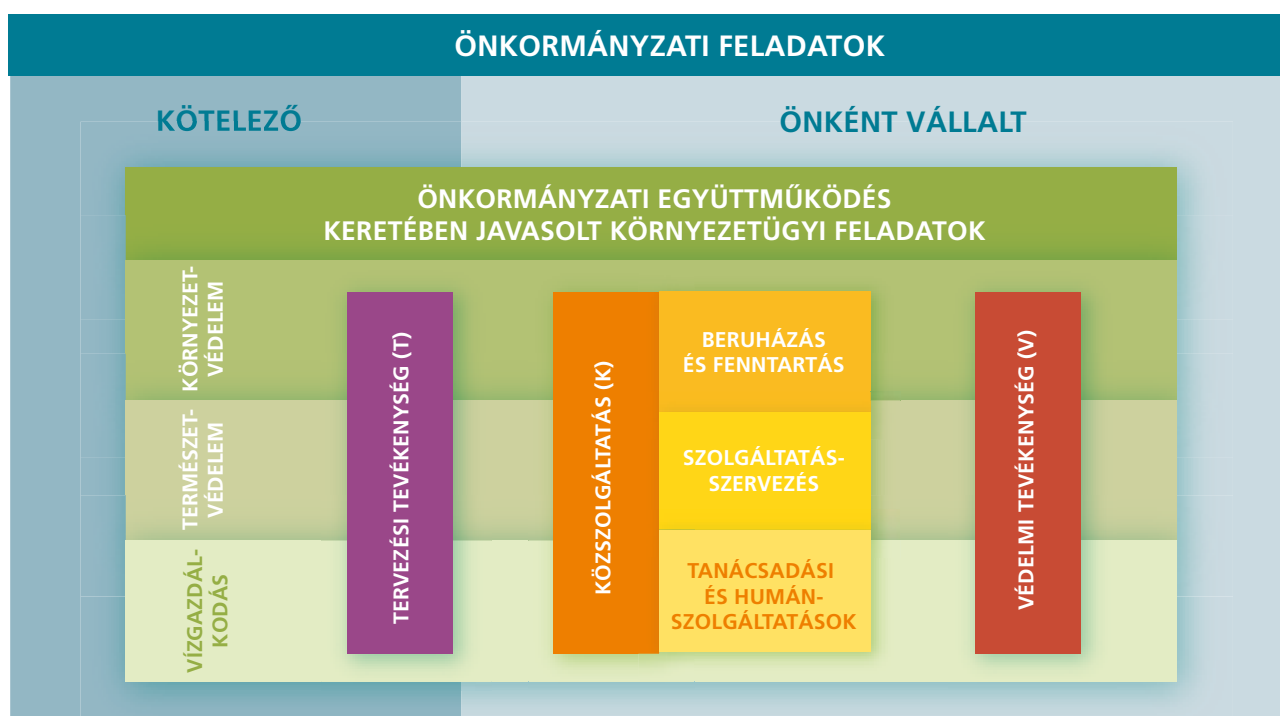 ÖNKORMÁNYZATI FELADATOK
KÖTELEZŐ
ÖNKÉNT VÁLLALT
ÖNKORMÁNYZATI EGYÜTTMŰKÖDÉS
KERETÉBEN JAVASOLT KÖRNYEZETÜGYI FELADATOK
KÖRNYEZET-
VÉDELEM
TERMÉSZET-
VÉDELEM
VÍZGAZDÁL-
KODÁS
TERVEZÉSI TEVÉKENYSÉG (T)
KÖZSZOLGÁLTATÁS (K)
BERUHÁZÁS
ÉS FENNTARTÁS
SZOLGÁLTATÁS-
SZERVEZÉS
TANÁCSADÁSI
ÉS HUMÁN-
SZOLGÁLTATÁSOK
VÉDELMI TEVÉKENYSÉG (V)